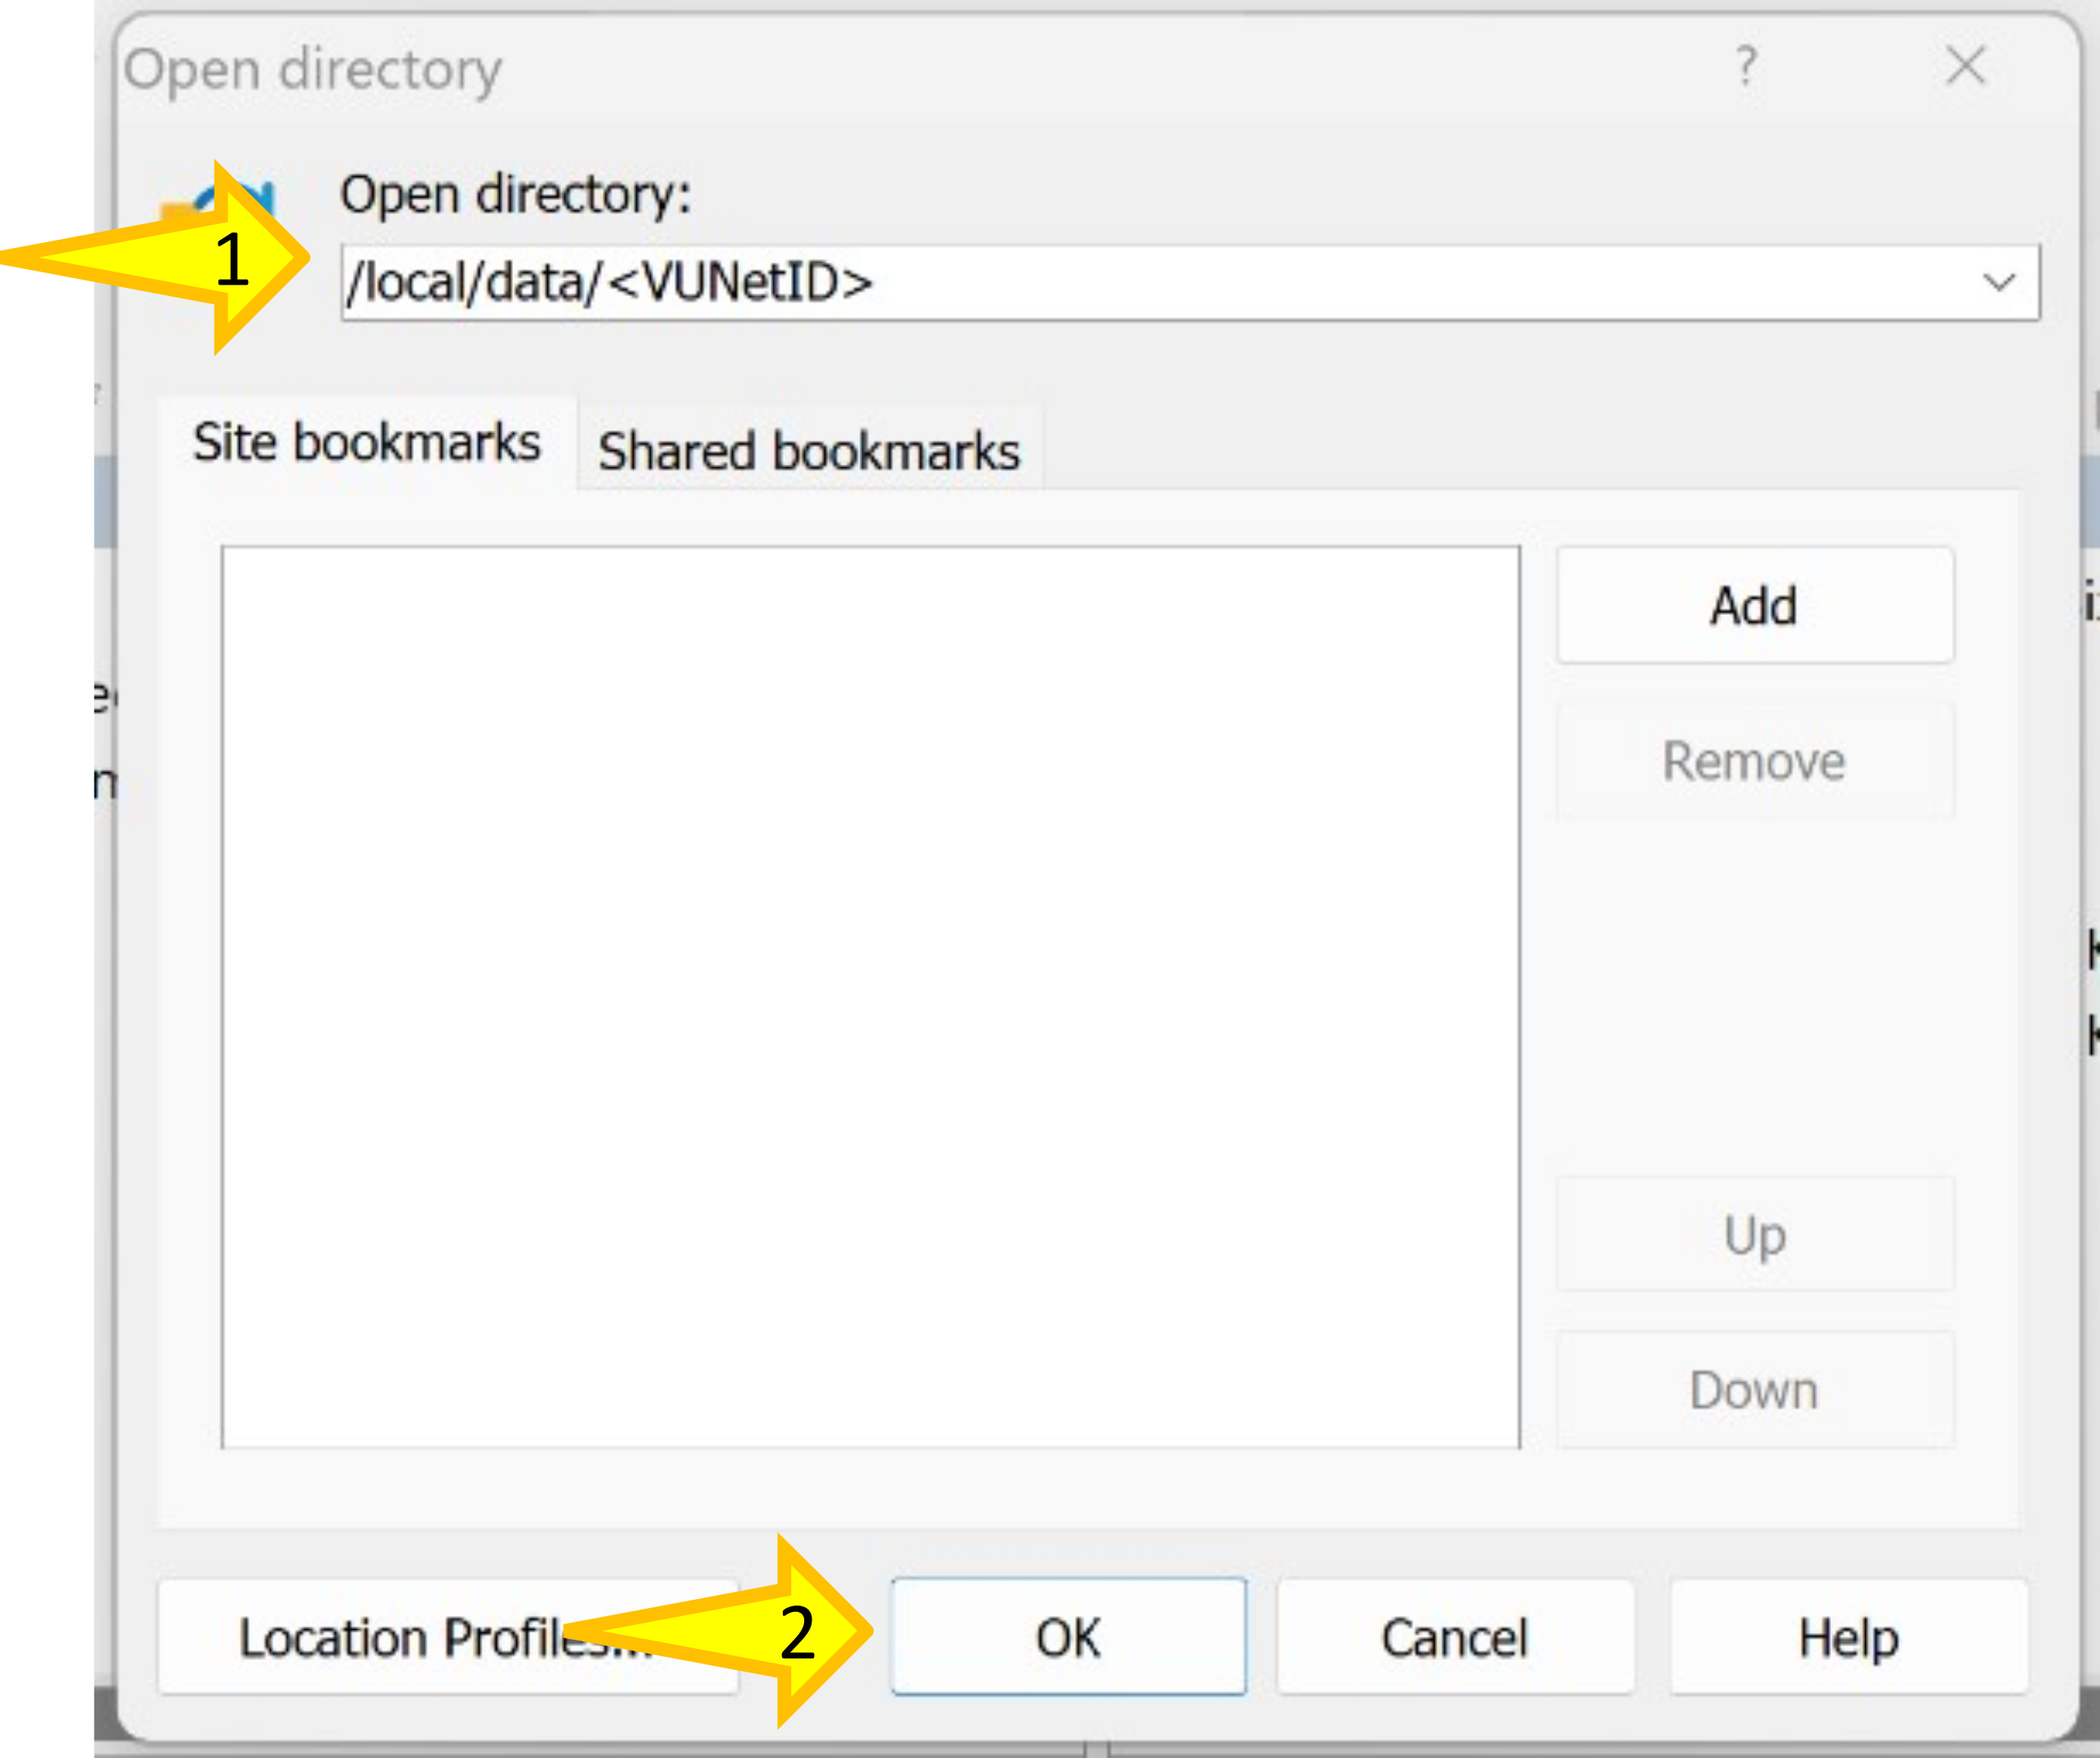 Open directory
?
Open directory:
1
/local/data/<VUNetID>
Site bookmarks
Shared bookmarks
Add
Remove
Up
Down
Location Profiles...
2
OK
Cancel
Help